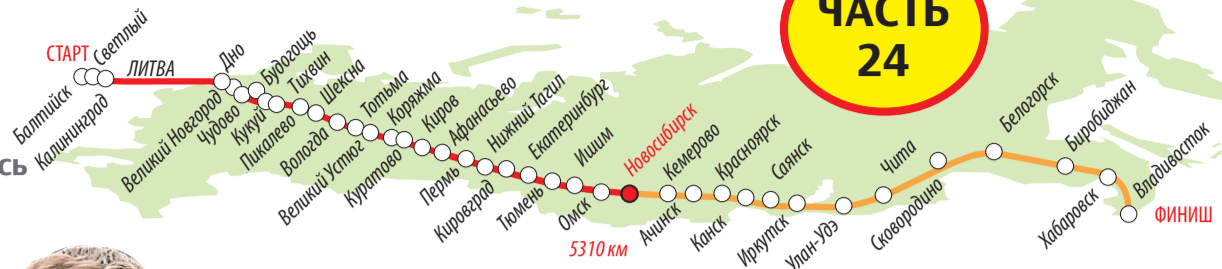 ЧАСТЬ
24
СТАРТ
Светлый
ЛИТВА
Балтийск
Калининград
Дно
Великий Новгород
Чудово
Будогощь
Кукуй
Тихвин
Пикалево
Шексна
Вологда
Тотьма
Великий Устюг
Коряжма
Куратово
Киров
Афанасьево
Пермь
Нижний Тагил
Кировград
Екатеринбург
Тюмень
Ишим
Омск
Новосибирск
5310 км
Кемерово
Ачинск
Красноярск
Канск
Саянск
Иркутск
Улан-Удэ
Чита
Сковородино
Белогорск
Биробиджан
Хабаровск
Владивосток
ФИНИШ
сь